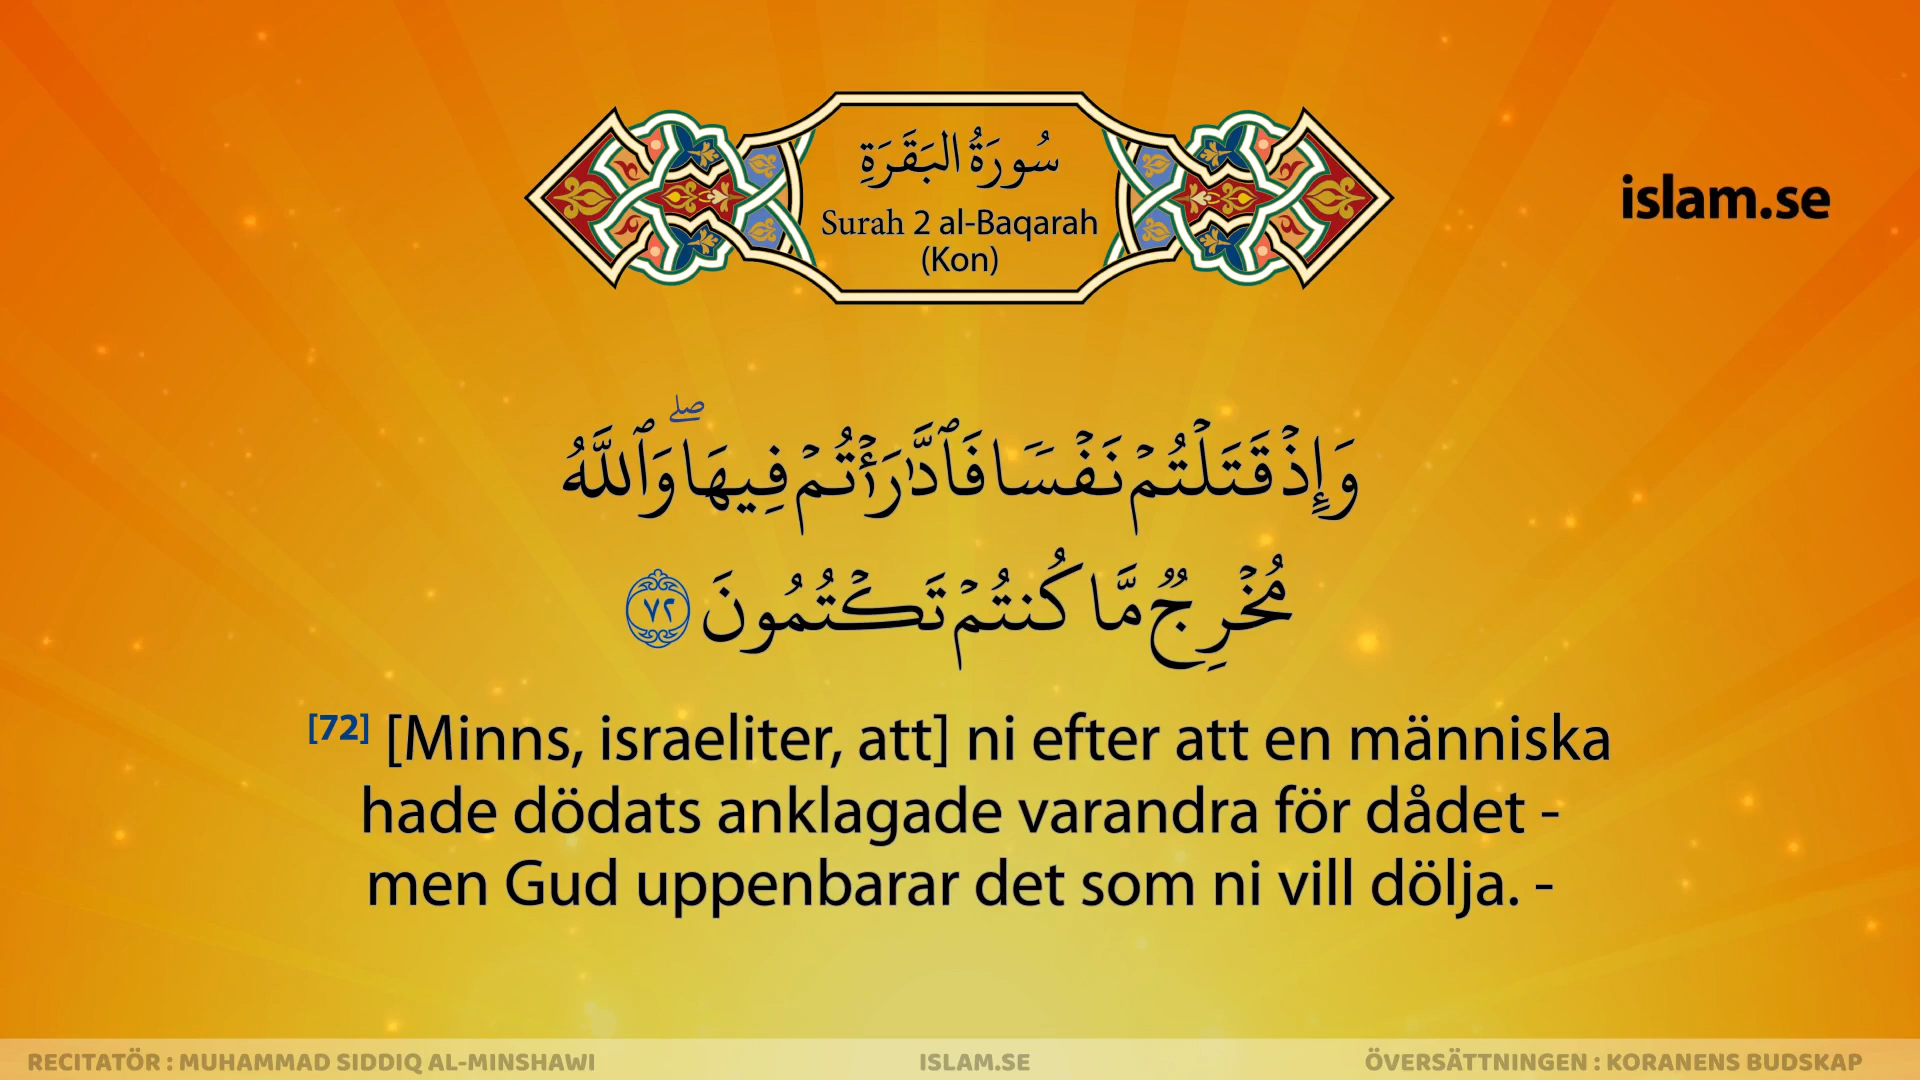 سُورَةُ البَقَرَةِ
Surah 2 al-Baqarah
(Kon)
islam.se
وَإِذۡ قَتَلۡتُمۡ نَفۡسٗا فَٱدَّٰرَٰٔتُمۡ فِيهَاۖ وَٱللَّهُ
مُخۡرِجٞ مَّا كُنتُمۡ تَكۡتُمُونَ ٧٢
[72] [Minns, israeliter, att] ni efter att en människa
hade dödats anklagade varandra för dådet -
men Gud uppenbarar det som ni vill dölja. -
RECITATÖR : MUHAMMAD SIDDIQ AL-MINSHAWI
ISLAM.SE
ÖVERSÄTTNINGEN : KORANENS BUDSKAP